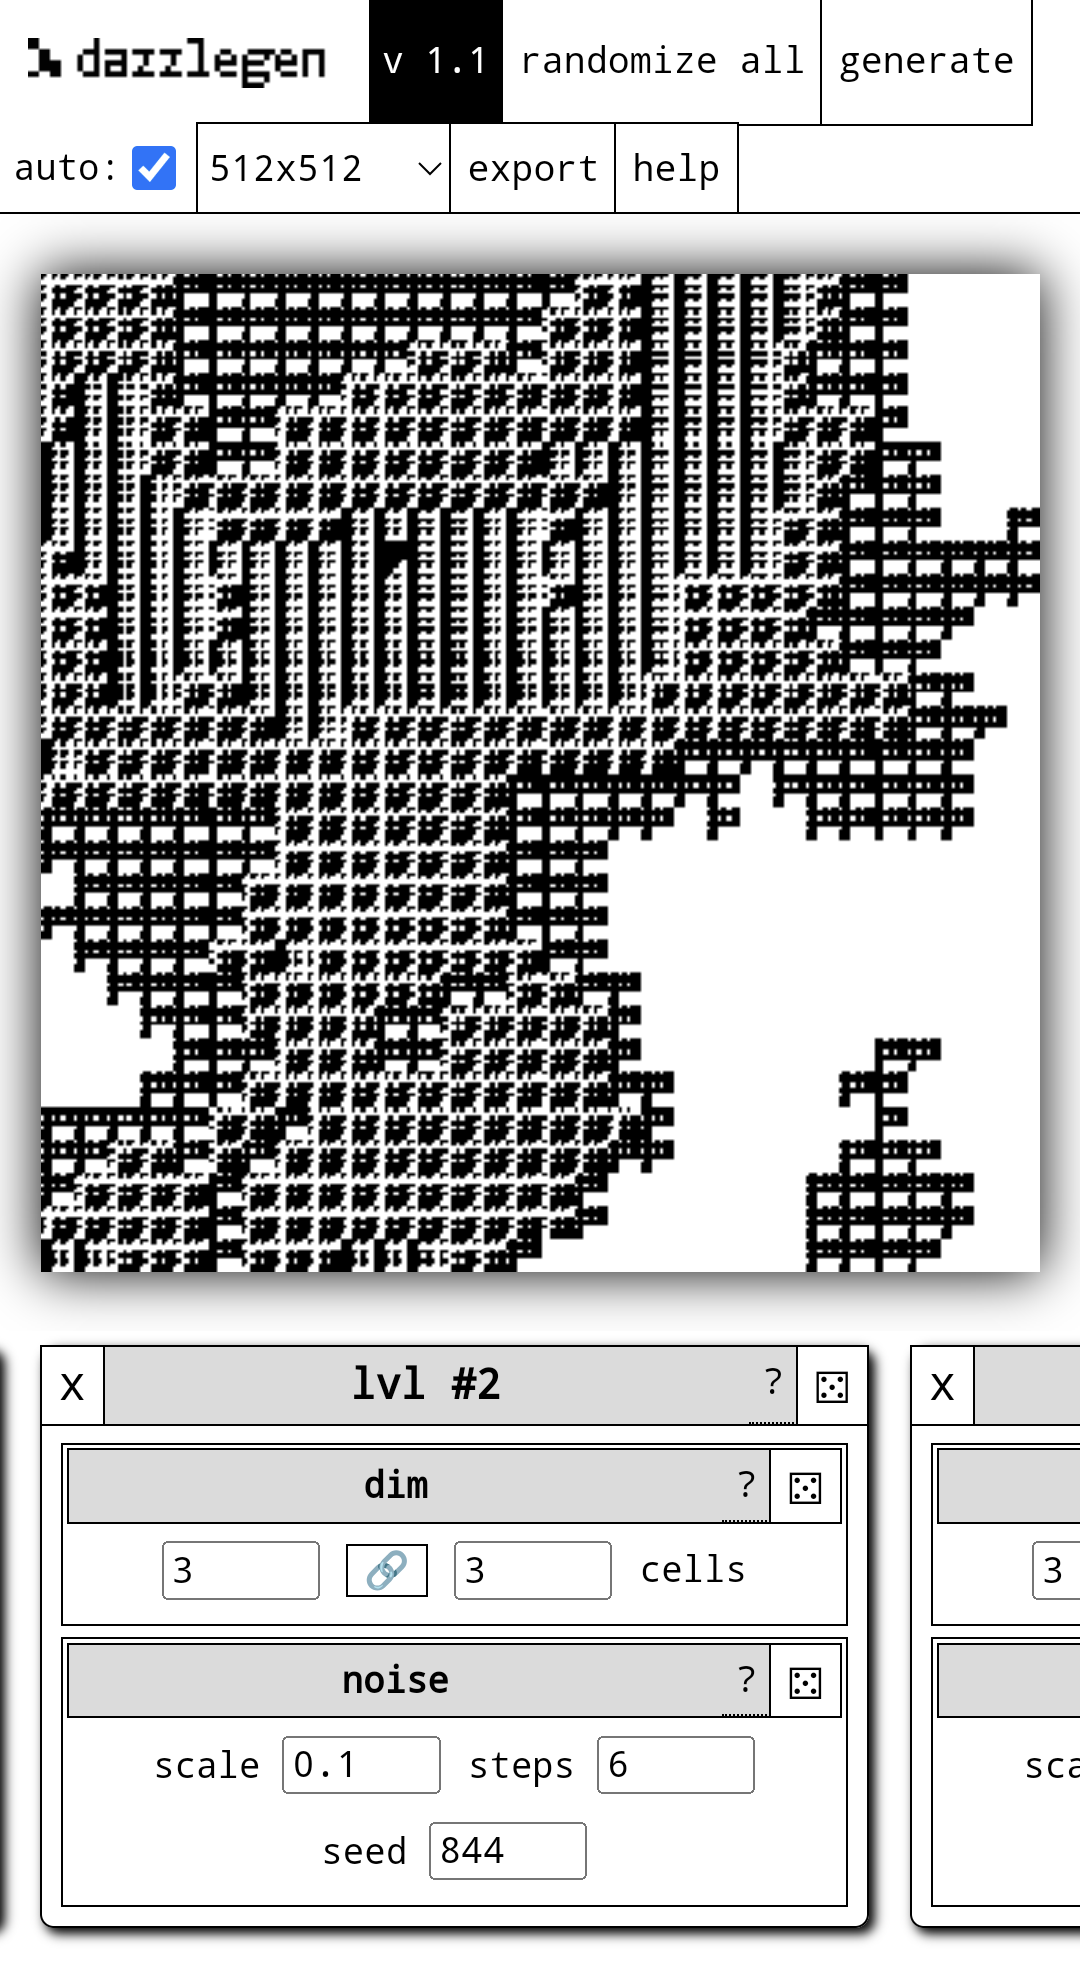 dazzlegen v 1.1 randomize all generate
auto: 512x512 export help
x lvl #2 ? x
dim ?
3 3 cells 3
noise ?
scale 0.1 steps 6 sca
seed 844